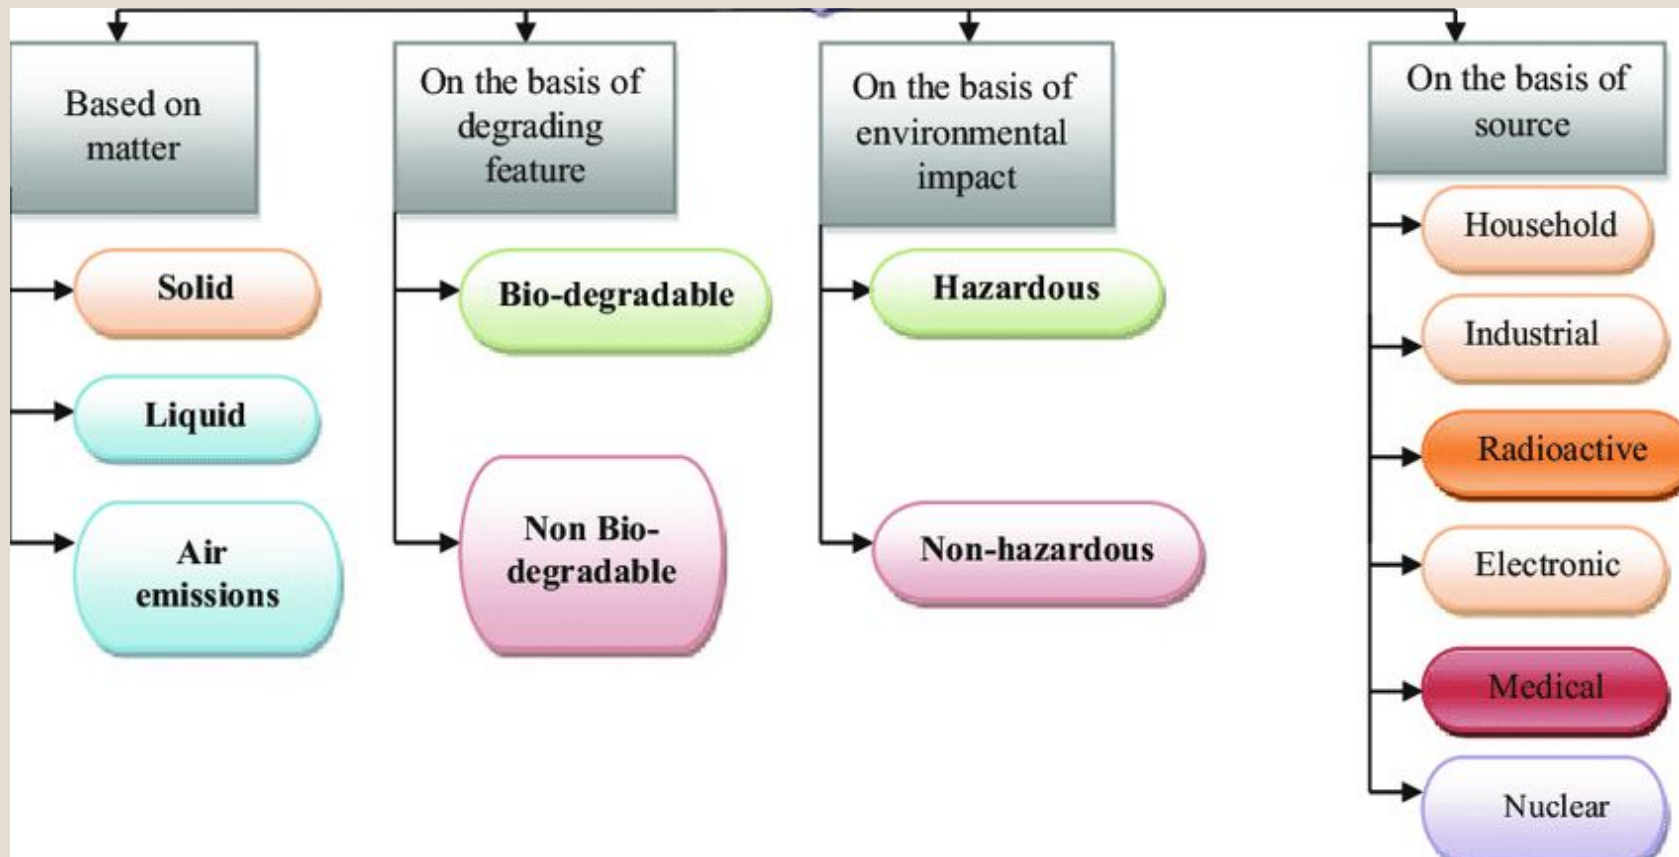 Based on
matter
Solid
Liquid
Air
emissions
On the basis of
degrading
feature
Bio-degradable
Non Bio-
degradable
On the basis of
environmental
impact
Hazardous
Non-hazardous
On the basis of
source
Household
Industrial
Radioactive
Electronic
Medical
Nuclear